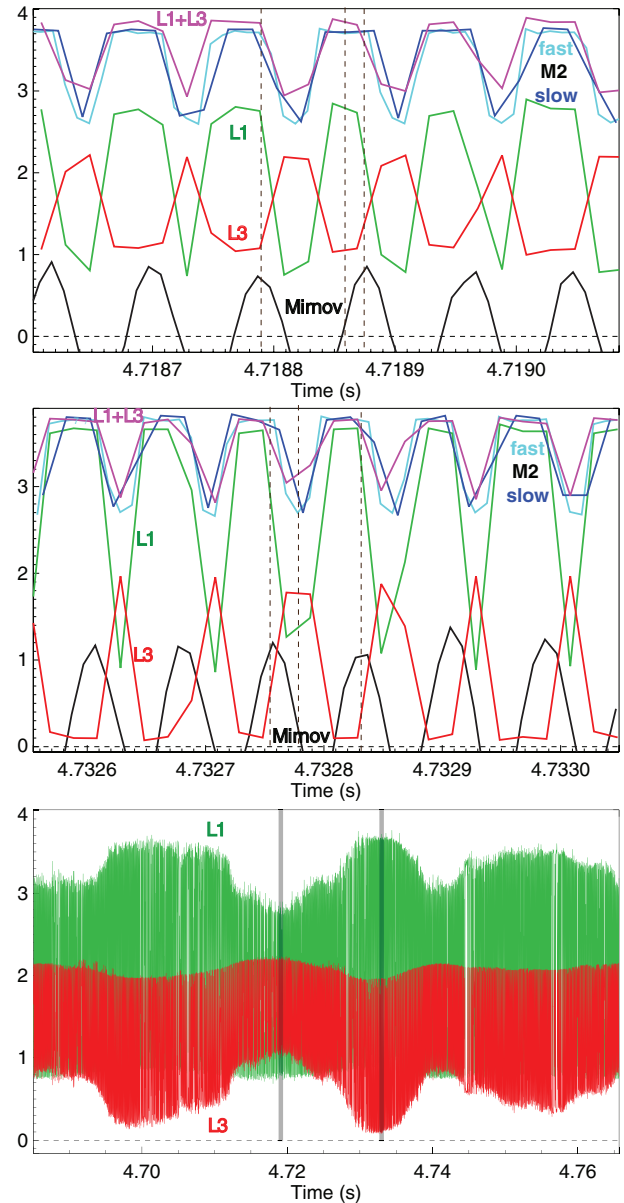 4
L1+L3
fast
M2
slow
3
L1
2
L3
1
Mirnov
0
4.7187 4.7188 4.7189 4.7190
Time (s)
L1+L3
fast
M2
slow
3
L1
2
L3
1
Mirnov
0
4.7326 4.7327 4.7328 4.7329 4.7330
Time (s)
4
L1
3
2
1
L3
0
4.70 4.72 4.74 4.76
Time (s)